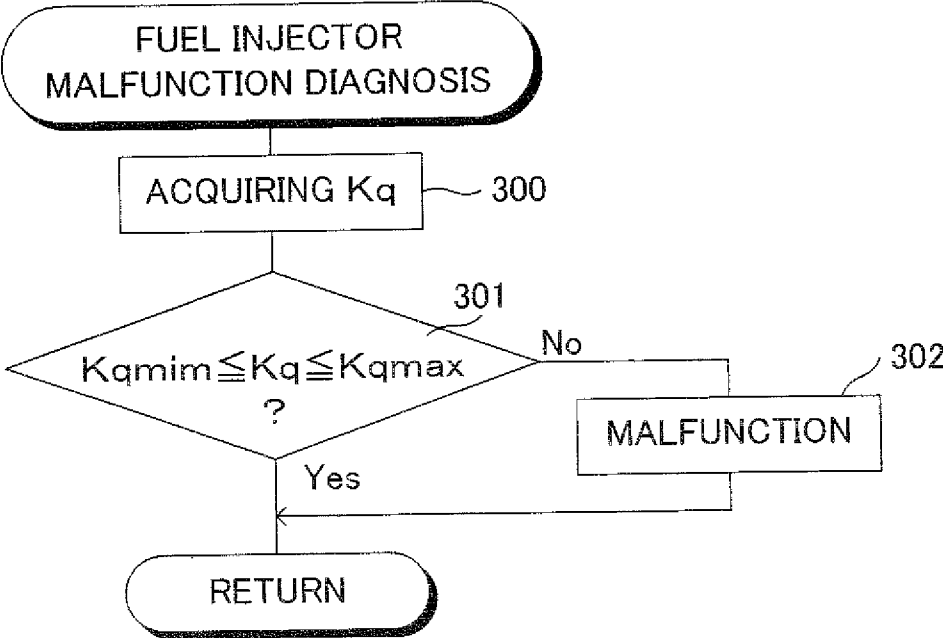 FUEL INJECTOR
MALFUNCTION DIAGNOSIS
ACQUIRING Kq
300
301
Kqmim≦Kq≦Kqmax
?
No
302
MALFUNCTION
Yes
RETURN